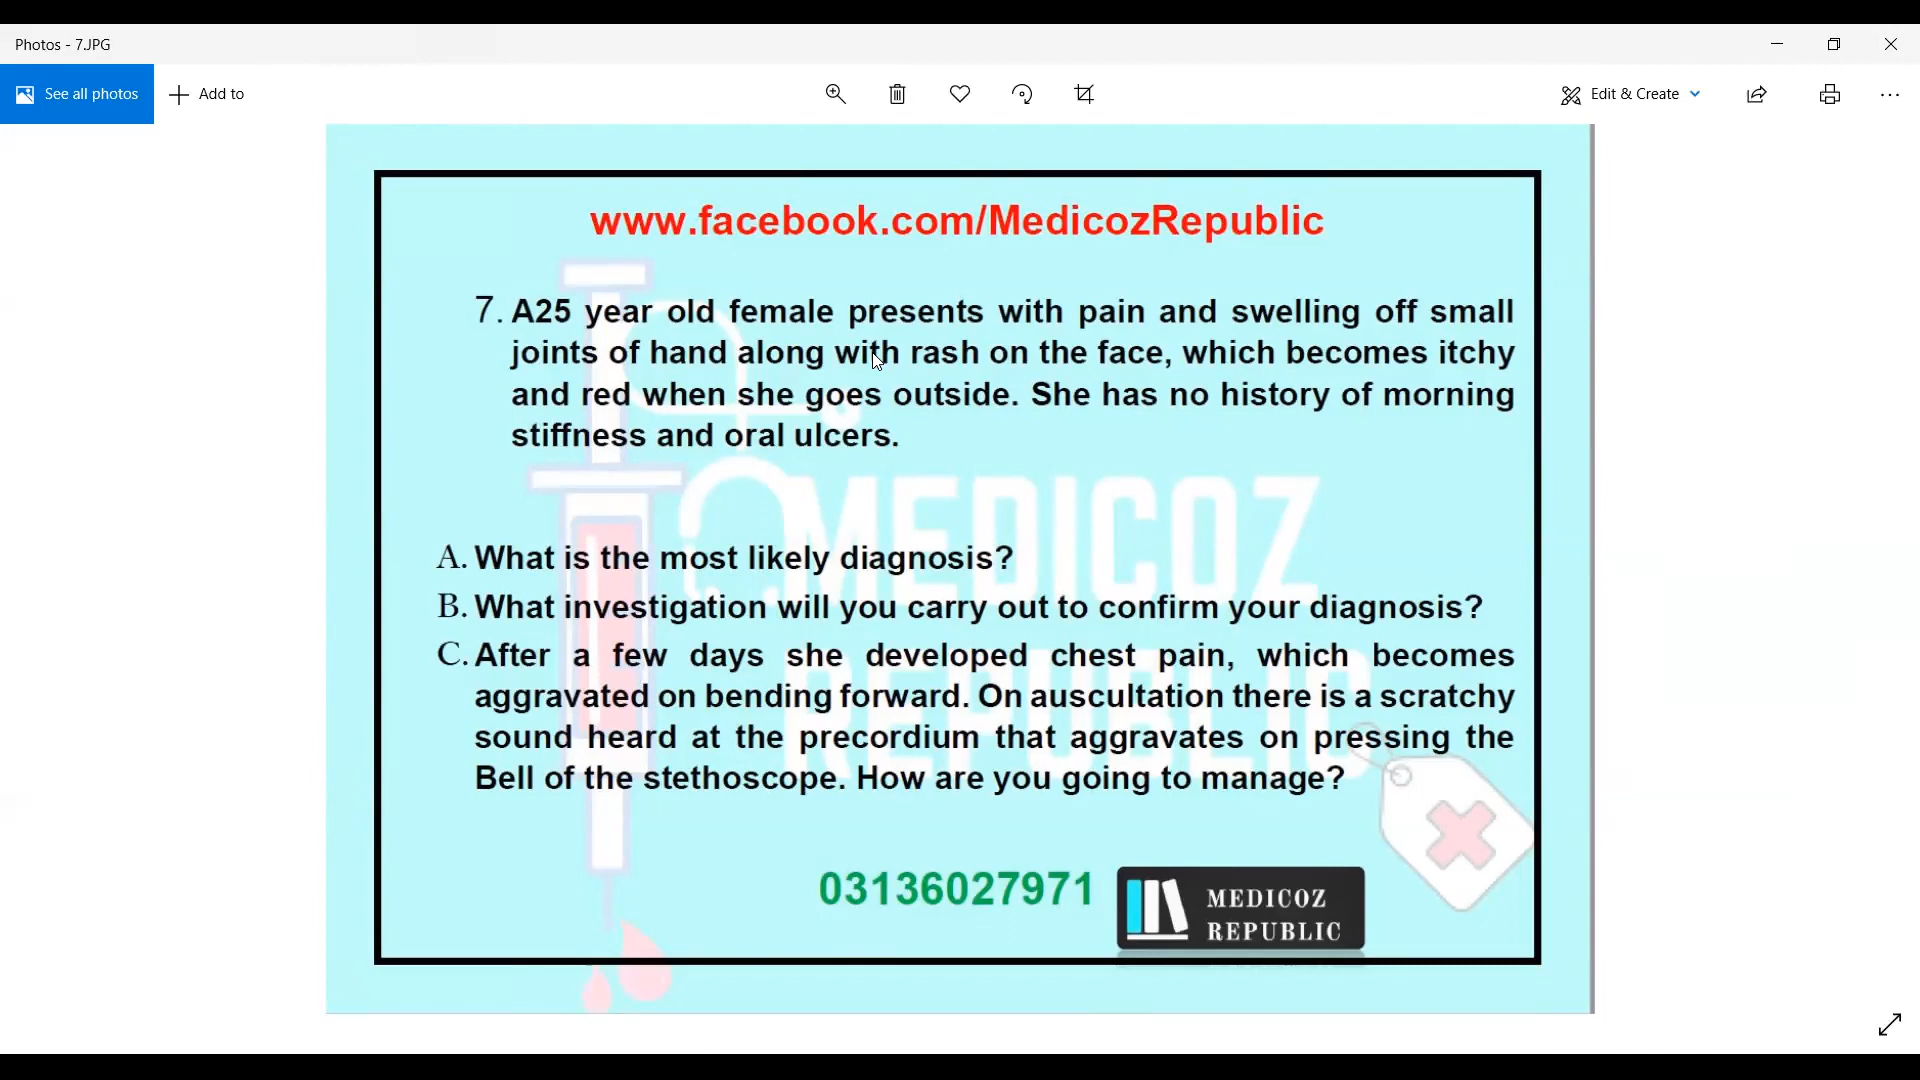 Photos - 7.JPG
See all photos
Add to
Edit & Create
www.facebook.com/MedicozRepublic
7. A25 year old female presents with pain and swelling off small
joints of hand along with rash on the face, which becomes itchy
and red when she goes outside. She has no history of morning
stiffness and oral ulcers.
MEDICOZ
REPUBLIC
A. What is the most likely diagnosis?
B. What investigation will you carry out to confirm your diagnosis?
C. After a few days she developed chest pain, which becomes
aggravated on bending forward. On auscultation there is a scratchy
sound heard at the precordium that aggravates on pressing the
Bell of the stethoscope. How are you going to manage?
03136027971
MEDICOZ
REPUBLIC